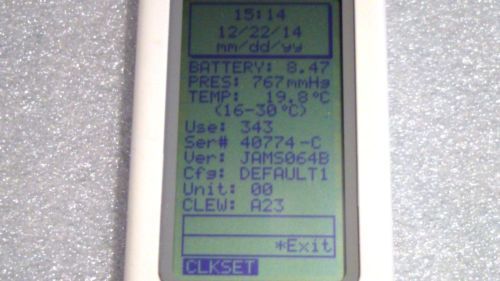 15:14
12/22/14
mm/dd/yy
BATTERY: 8.47
PRES: 767mmHg
TEMP: 19.8°C
(16-30°C)
Use: 343
Ser# 40774-C
Ver: JAMS064B
Cfg: DEFAULT1
Unit: 00
CLEW: A23
*Exit
CLKSET